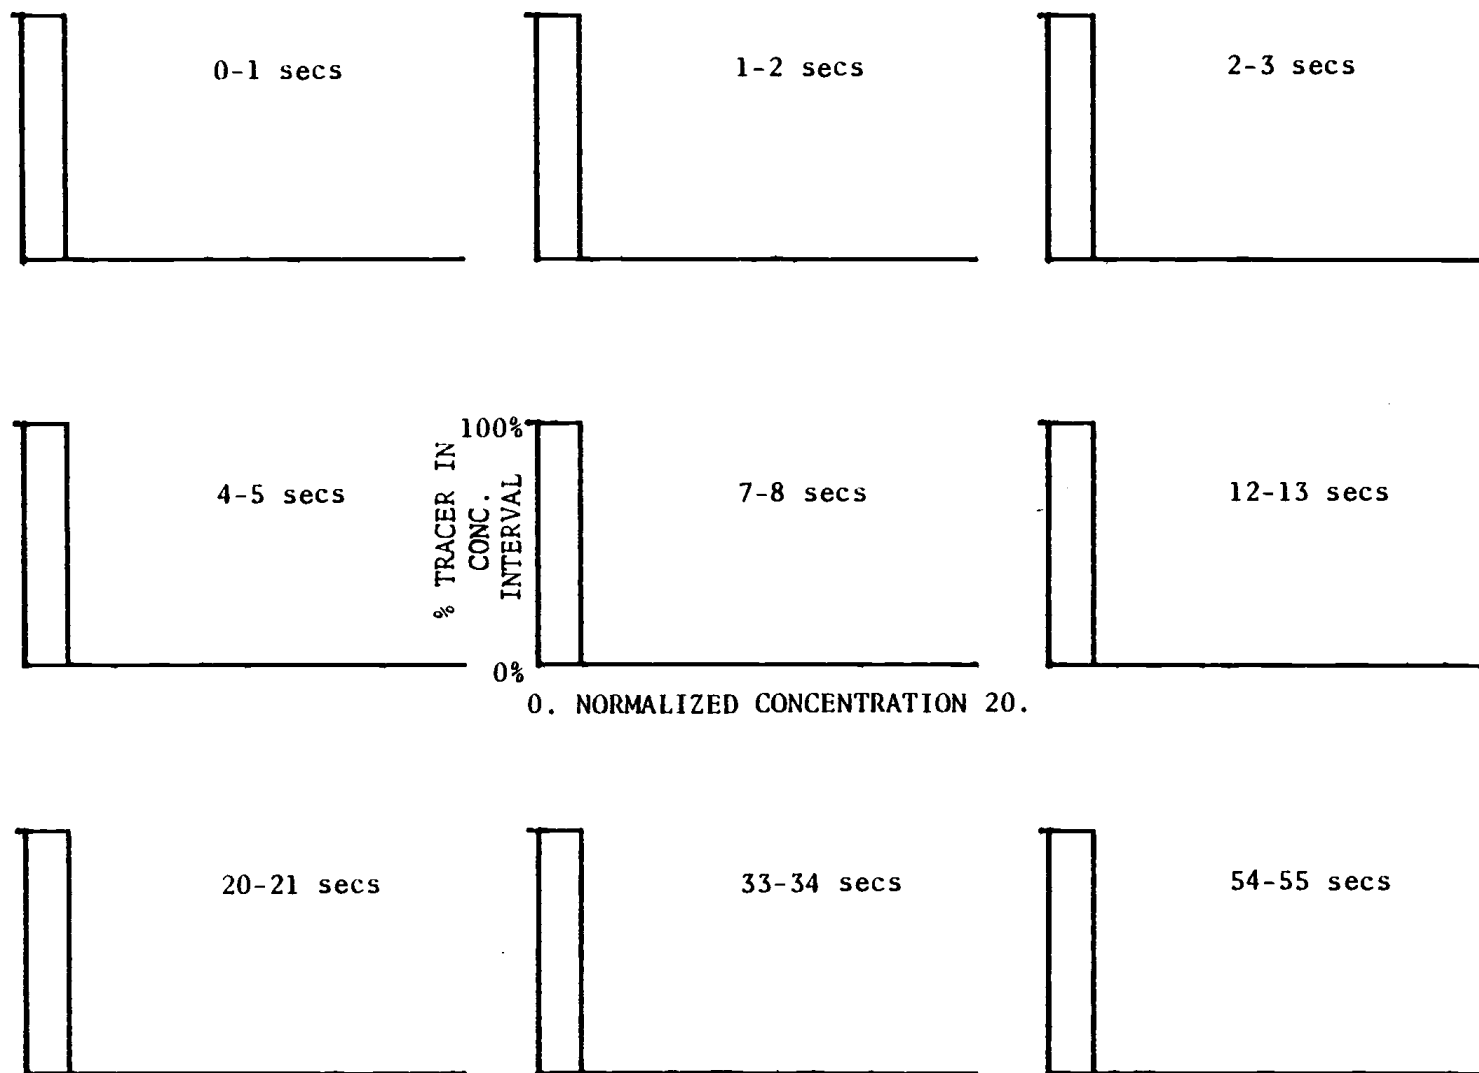 0-1 secs
1-2 secs
2-3 secs
4-5 secs
% TRACER IN
CONC.
INTERVAL
100%
0%
7-8 secs
12-13 secs
0. NORMALIZED CONCENTRATION 20.
20-21 secs
33-34 secs
54-55 secs